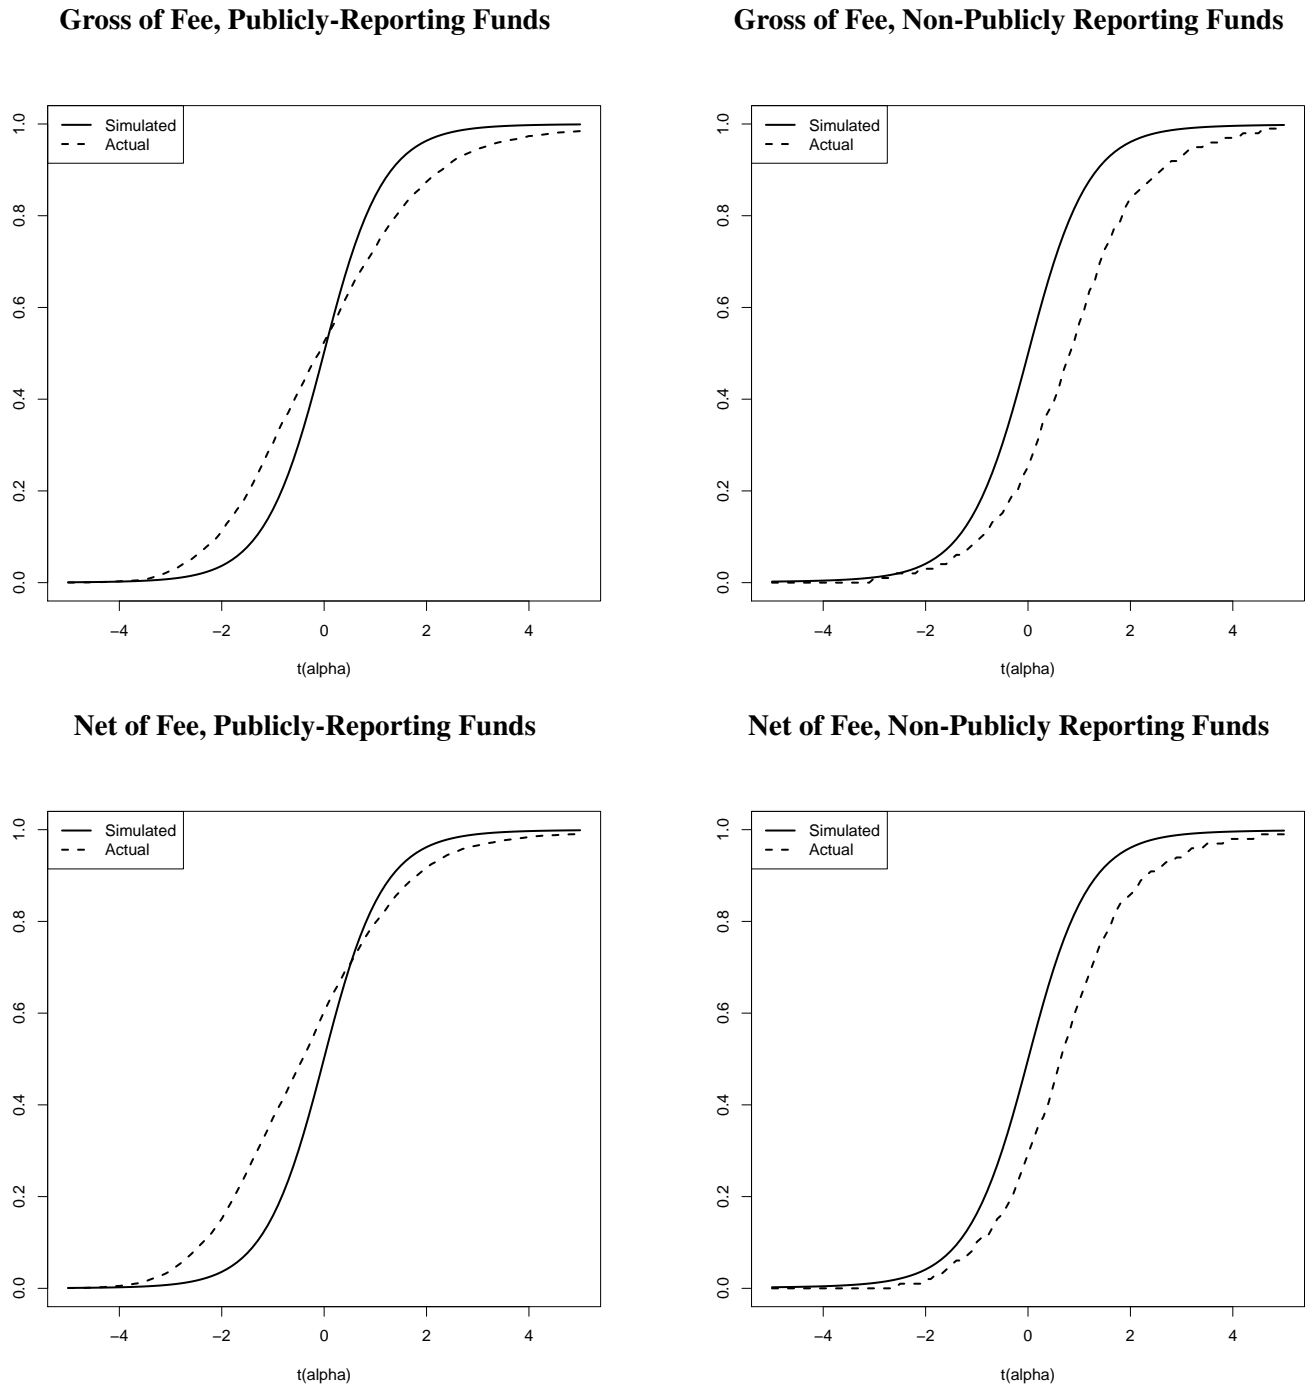 Gross of Fee, Publicly-Reporting Funds
Simulated
Actual
1.0
0.8
0.6
0.4
0.2
0.0
−4 −2 0 2 4
t(alpha)
Gross of Fee, Non-Publicly Reporting Funds
Simulated
Actual
1.0
0.8
0.6
0.4
0.2
0.0
−4 −2 0 2 4
t(alpha)
Net of Fee, Publicly-Reporting Funds
Simulated
Actual
1.0
0.8
0.6
0.4
0.2
0.0
−4 −2 0 2 4
t(alpha)
Net of Fee, Non-Publicly Reporting Funds
Simulated
Actual
1.0
0.8
0.6
0.4
0.2
0.0
−4 −2 0 2 4
t(alpha)